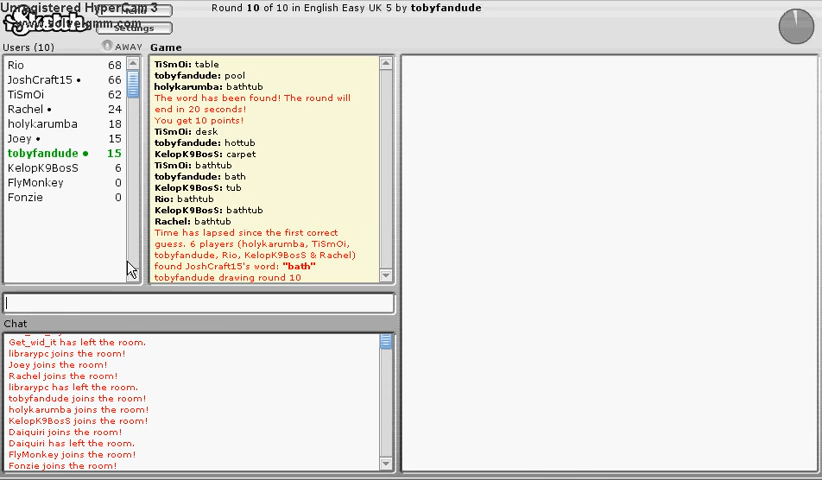 Unregistered HyperCam 3
www.solveigmm.com
Settings
Round 10 of 10 in English Easy UK 5 by tobyfandude
Users (10)
AWAY
Rio 68
JoshCraft15 • 66
TiSmOi 62
Rachel • 24
holykarumba 18
Joey • 15
tobyfandude • 15
KelopK9BosS 6
FlyMonkey 0
Fonzie 0
Game
TiSmOi: table
tobyfandude: pool
holykarumba: bathtub
The word has been found! The round will
end in 20 seconds!
You get 10 points!
TiSmOi: desk
tobyfandude: hottub
KelopK9BosS: carpet
TiSmOi: bathtub
tobyfandude: bath
KelopK9BosS: tub
Rio: bathtub
KelopK9BosS: bathtub
Rachel: bathtub
Time has lapsed since the first correct
guess. 6 players (holykarumba, TiSmOi,
tobyfandude, Rio, KelopK9BosS & Rachel)
found JoshCraft15's word: "bath"
tobyfandude drawing round 10
Chat
Get_wid_it has left the room.
librarypc joins the room!
Joey joins the room!
Rachel joins the room!
librarypc has left the room.
tobyfandude joins the room!
holykarumba joins the room!
KelopK9BosS joins the room!
Daiquiri joins the room!
Daiquiri has left the room.
FlyMonkey joins the room!
Fonzie joins the room!